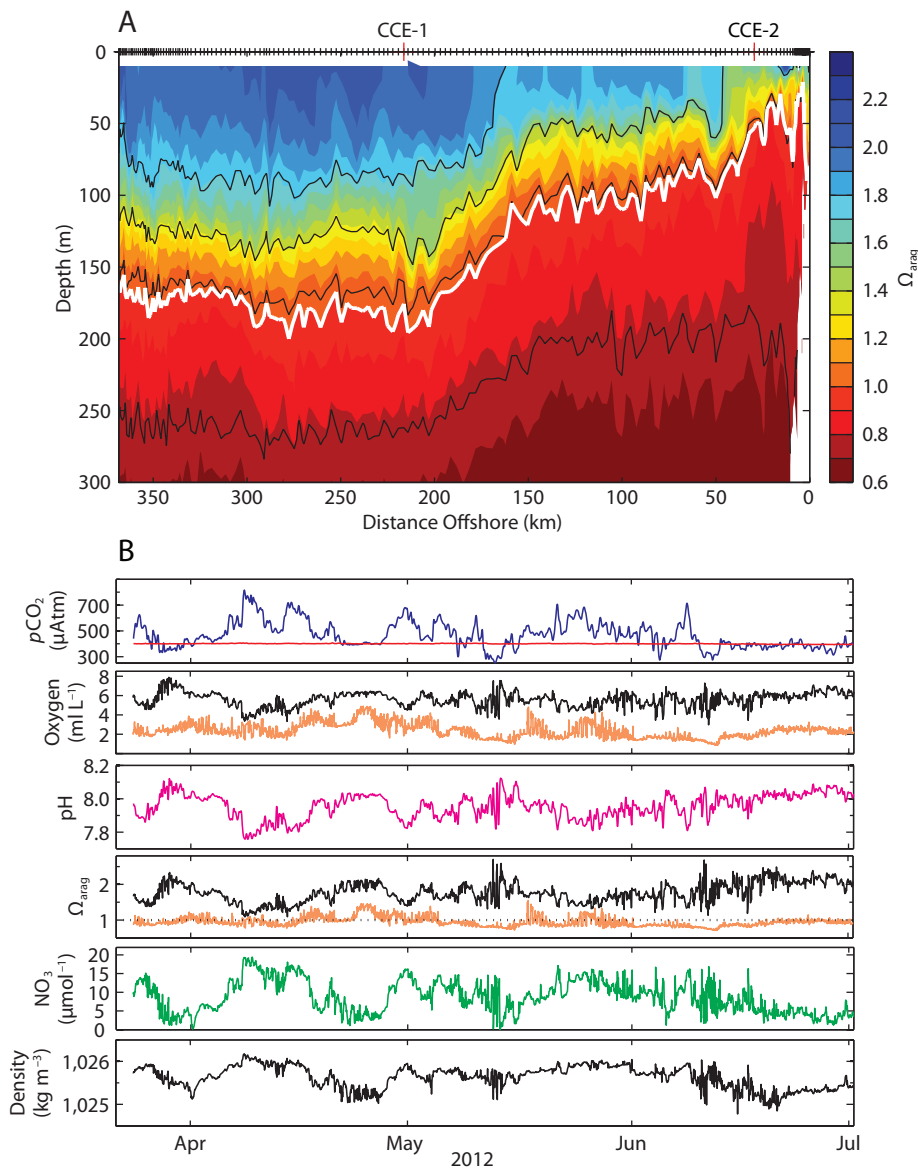 A
CCE-1
CCE-2
0
50
100
150
200
250
300
Depth (m)
350
300
250
200
150
100
50
0
Distance Offshore (km)
2.2
2.0
1.8
1.6
1.4
1.2
1.0
0.8
0.6
Ωarag
B
pCO2
(µAtm)
700
500
300
Oxygen
(ml L−1)
8
6
4
2
pH
8.2
8.0
7.8
Ωarag
2
1
NO3
(µmol−1)
20
15
10
5
0
Density
(kg m−3)
1,026
1,025
Apr
May
Jun
Jul
2012